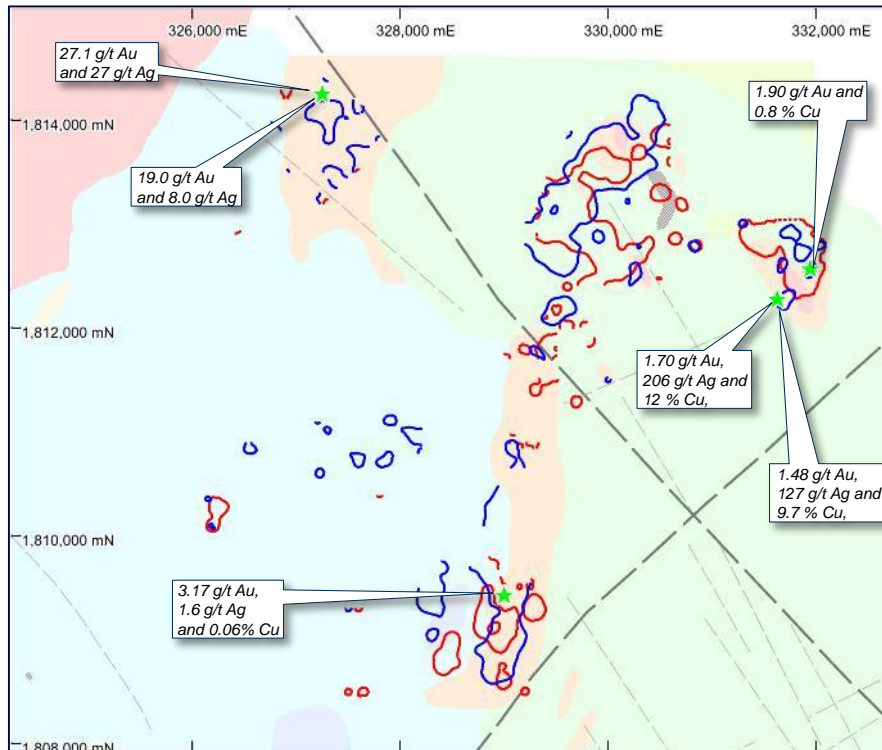 326,000 mE
328,000 mE
330,000 mE
332,000 mE
27.1 g/t Au
and 27 g/t Ag
1.90 g/t Au and
0.8 % Cu
1,814,000 mN
19.0 g/t Au
and 8.0 g/t Ag
1,812,000 mN
1.70 g/t Au,
206 g/t Ag and
12 % Cu,
1.48 g/t Au,
127 g/t Ag and
9.7 % Cu,
1,810,000 mN
3.17 g/t Au,
1.6 g/t Ag
and 0.06% Cu
1,808,000 mN